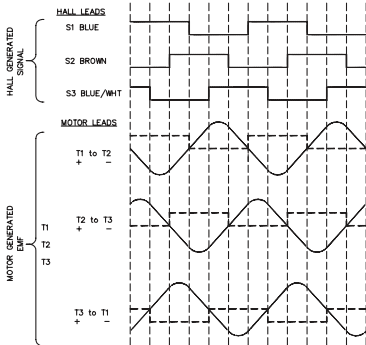 HALL LEADS
S1 BLUE
S2 BROWN
S3 BLUE/WHT
HALL GENERATED
SIGNAL
MOTOR LEADS
T1 to T2
+ −
T2 to T3
+ −
T3 to T1
+ −
MOTOR GENERATED
EMF
T1
T2
T3